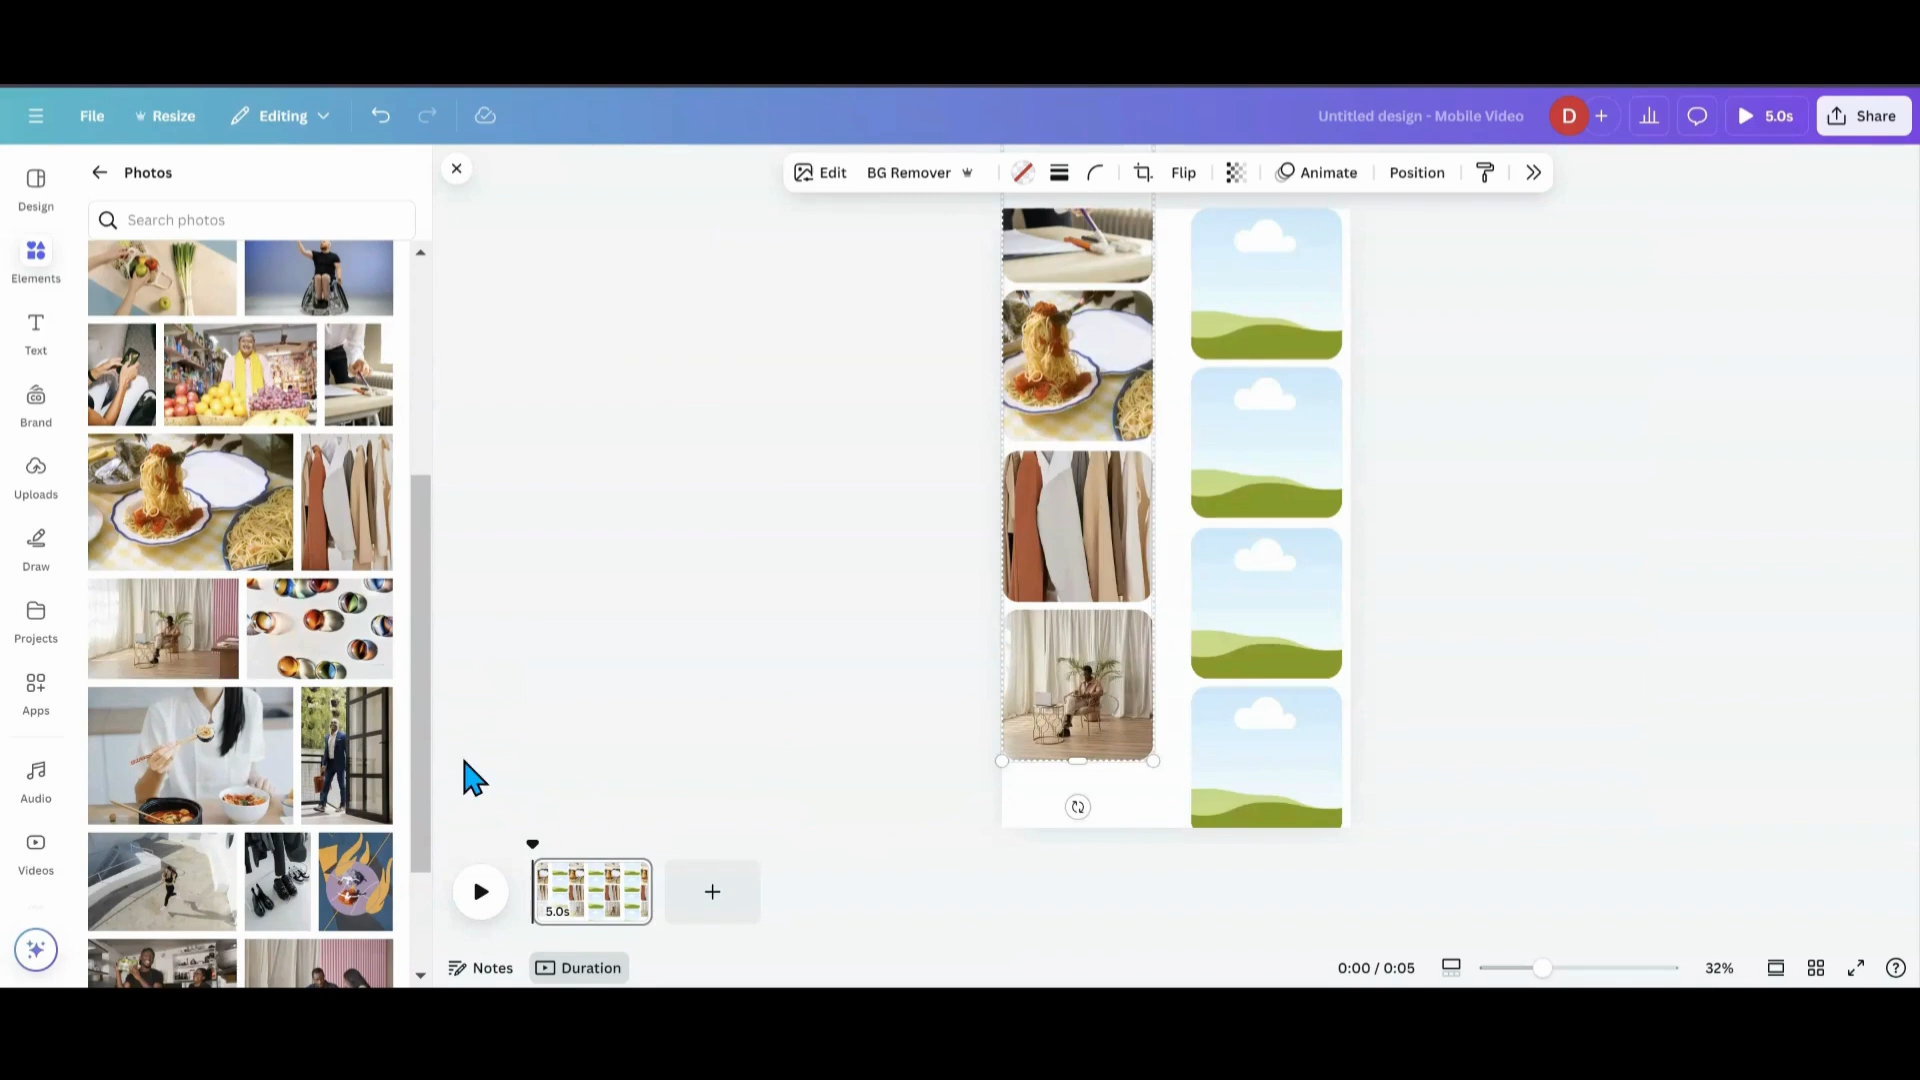 File
Resize
Editing
Untitled design - Mobile Video
D
5.0s
Share
Design
Elements
Text
Brand
Uploads
Draw
Projects
Apps
Audio
Videos
Photos
Search photos
Edit
BG Remover
Flip
Animate
Position
5.0s
Notes
Duration
0:00 / 0:05
32%